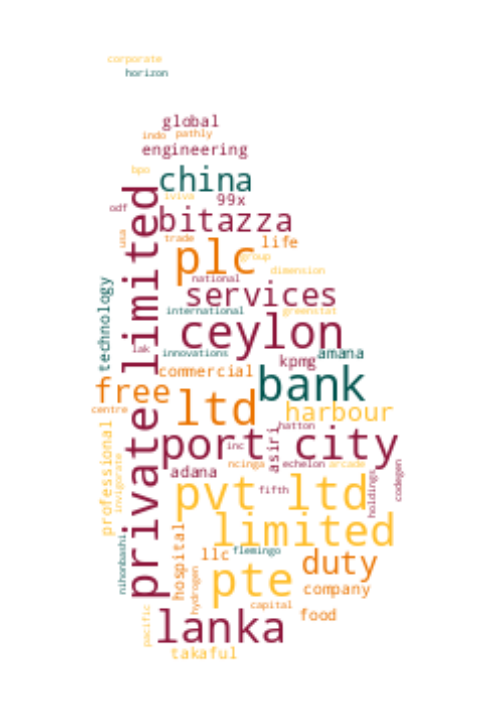 corporate
horizon
global
indo pathly
engineering
bpo
china
iviva 99x
odf
bitazza
usa
trade life
plc
group
dimension
national
technology
private limited
services
international greenstat
ceylon
lak innovations
amana
kpmg
commercial
bank
free
centre
ltd
harbour
hatton
port city
inc
asiri
ncinga echelon arcade
adana
holdings
codegen
professional
invigorate
pvt ltd
fifth
limited
llc flemingo
hospital
nihonbashi
duty
pte
hydrogen
company
capital
pacific
food
lanka
takaful